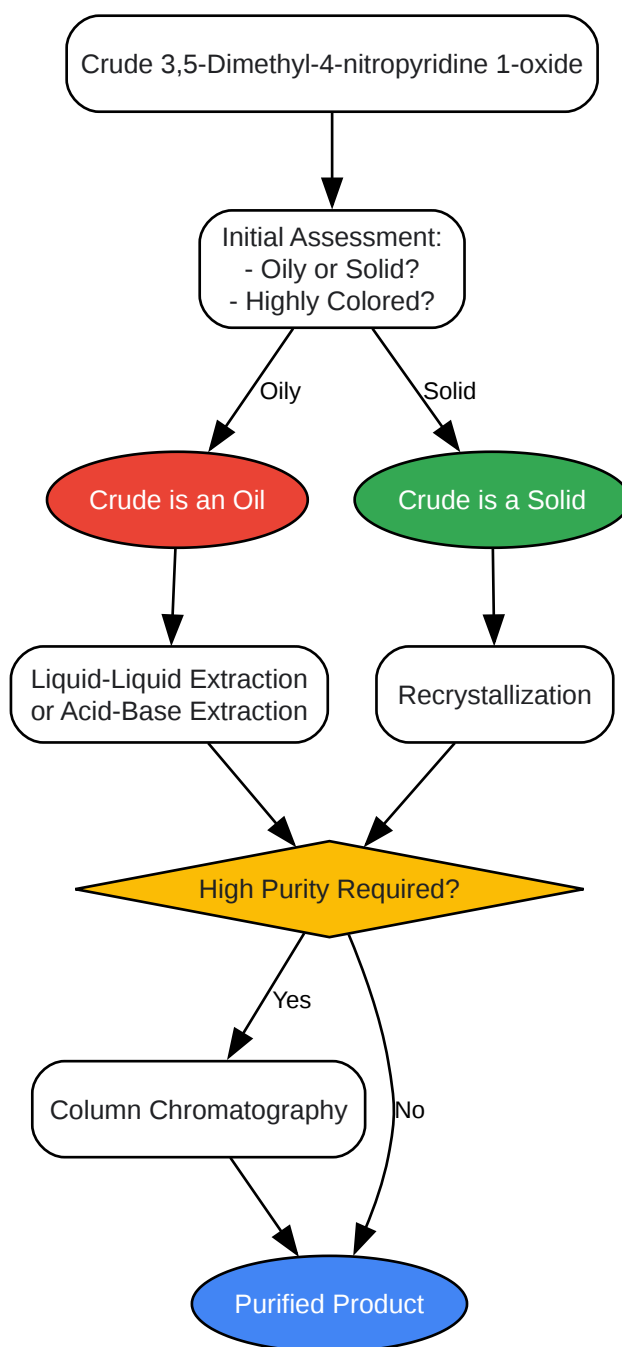 Crude 3,5-Dimethyl-4-nitropyridine 1-oxide
Initial Assessment:
- Oily or Solid?
- Highly Colored?
Oily
Solid
Crude is an Oil
Crude is a Solid
Liquid-Liquid Extraction
or Acid-Base Extraction
Recrystallization
High Purity Required?
Yes
Column Chromatography
No
Purified Product